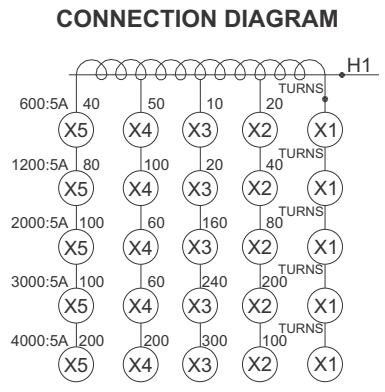 CONNECTION DIAGRAM
H1
TURNS
600:5A 40 50 10 20
X5 X4 X3 X2 X1
TURNS
1200:5A 80 100 20 40
X5 X4 X3 X2 X1
TURNS
2000:5A 100 60 160 80
X5 X4 X3 X2 X1
TURNS
3000:5A 100 60 240 200
X5 X4 X3 X2 X1
TURNS
4000:5A 200 200 300 100
X5 X4 X3 X2 X1